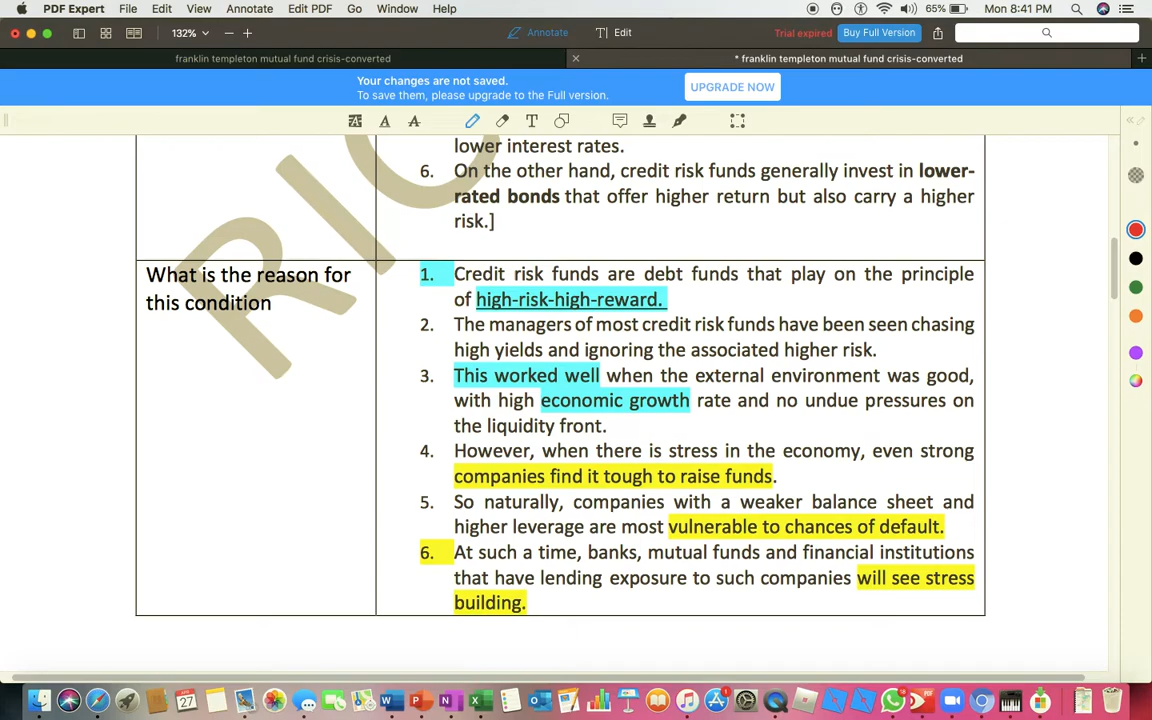 PDF Expert File Edit View Annotate Edit PDF Go Window Help 65% Mon 8:41 PM
132% Annotate Edit Trial expired Buy Full Version
franklin templeton mutual fund crisis-converted * franklin templeton mutual fund crisis-converted
Your changes are not saved.
To save them, please upgrade to the Full version.
UPGRADE NOW
lower interest rates.
6. On the other hand, credit risk funds generally invest in lower-
rated bonds that offer higher return but also carry a higher
risk.]
What is the reason for
this condition
1. Credit risk funds are debt funds that play on the principle
of high-risk-high-reward.
2. The managers of most credit risk funds have been seen chasing
high yields and ignoring the associated higher risk.
3. This worked well when the external environment was good,
with high economic growth rate and no undue pressures on
the liquidity front.
4. However, when there is stress in the economy, even strong
companies find it tough to raise funds.
5. So naturally, companies with a weaker balance sheet and
higher leverage are most vulnerable to chances of default.
6. At such a time, banks, mutual funds and financial institutions
that have lending exposure to such companies will see stress
building.